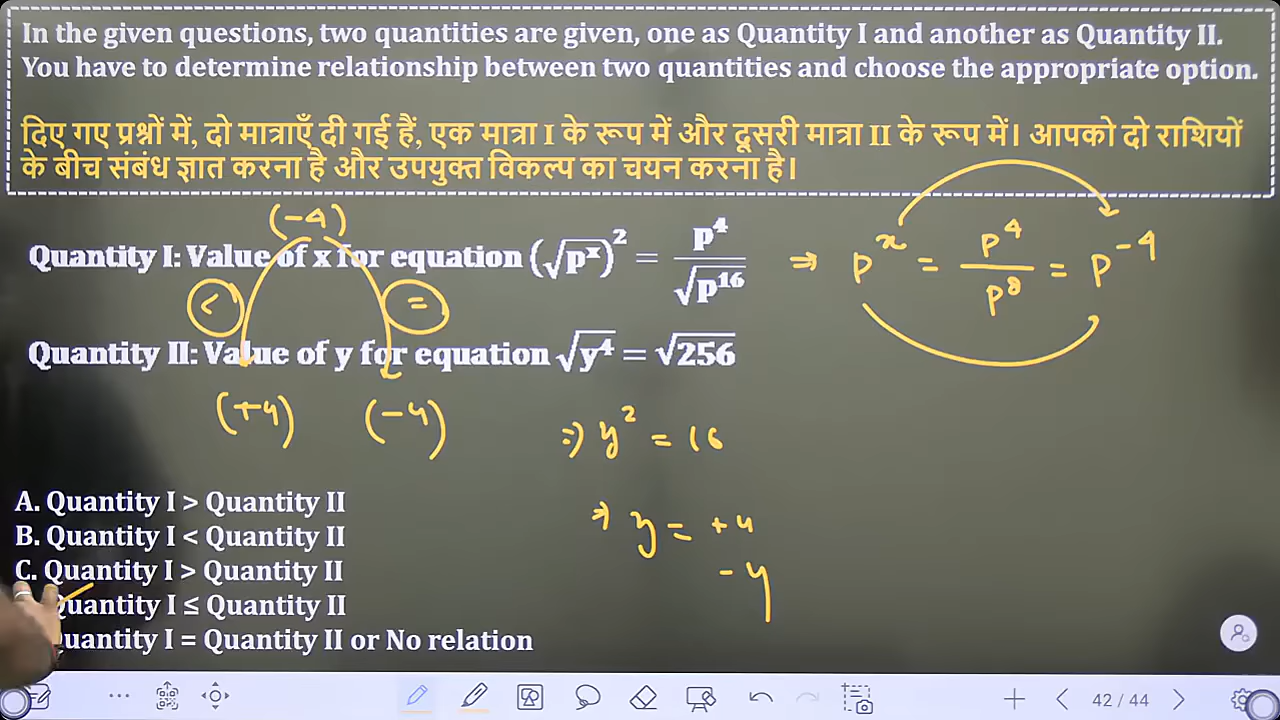 In the given questions, two quantities are given, one as Quantity I and another as Quantity II.
You have to determine relationship between two quantities and choose the appropriate option.
दिए गए प्रश्नों में, दो मात्राएँ दी गई हैं, एक मात्रा I के रूप में और दूसरी मात्रा II के रूप में। आपको दो राशियों
के बीच संबंध ज्ञात करना है और उपयुक्त विकल्प का चयन करना है।
(-4)
Quantity I: Value of x for equation (√pˣ)² = p⁴/√p¹⁶ ⇒ pˣ = p⁴/p⁸ = p⁻⁴
< =
Quantity II: Value of y for equation √y⁴ = √256
(+4) (-4)
⇒ y² = 16
⇒ y = +4
-4
A. Quantity I > Quantity II
B. Quantity I < Quantity II
C. Quantity I > Quantity II
Quantity I ≤ Quantity II
Quantity I = Quantity II or No relation
42 / 44